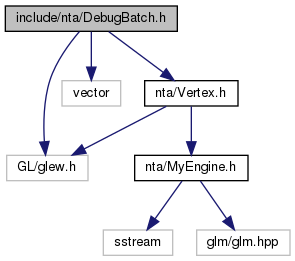 include/nta/DebugBatch.h
vector
nta/Vertex.h
GL/glew.h
nta/MyEngine.h
sstream
glm/glm.hpp